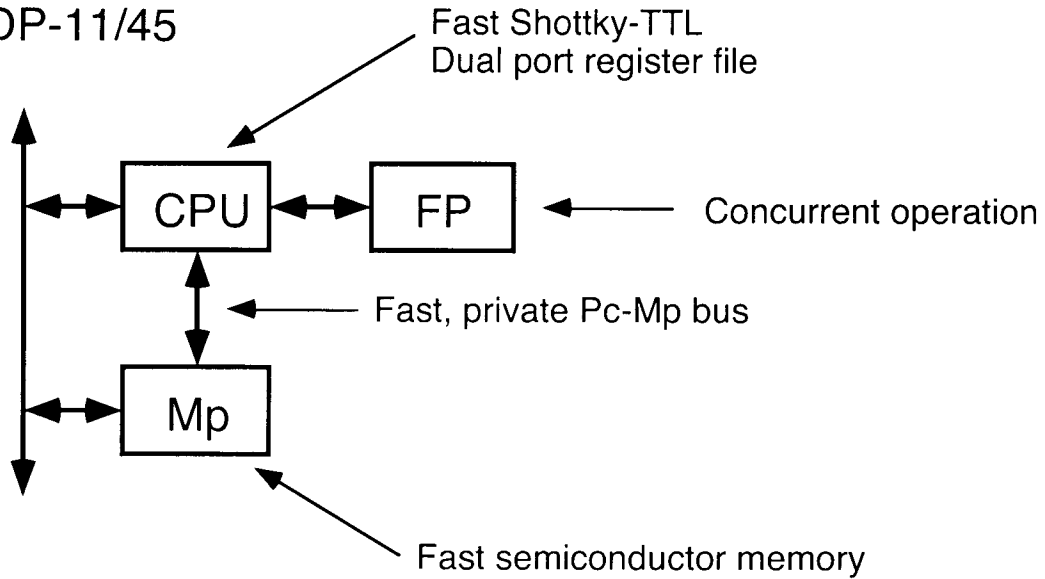 DP-11/45
Fast Shottky-TTL
Dual port register file
CPU
FP
Concurrent operation
Fast, private Pc-Mp bus
Mp
Fast semiconductor memory